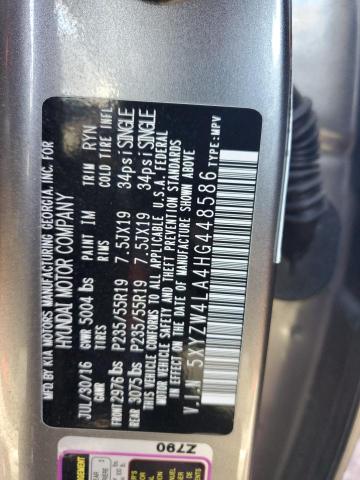 MFD BY KIA MOTORS MANUFACTURING GEORGIA, INC. FOR
HYUNDAI MOTOR COMPANY
JUL/30/16 GVWR 5004 lbs PAINT IM TRIM RYN
GAWR RIMS COLD TIRE INFL
FRONT 2976 lbs P235/55R19 7.5JX19 34psi SINGLE
REAR 3075 lbs P235/55R19 7.5JX19 34psi SINGLE
THIS VEHICLE CONFORMS TO ALL APPLICABLE U.S. FEDERAL
MOTOR VEHICLE SAFETY AND THEFT PREVENTION STANDARDS
IN EFFECT ON THE DATE OF MANUFACTURE SHOWN ABOVE
V.I.N 5XYZW4LA4HG448586 TYPE:MPV
Z790